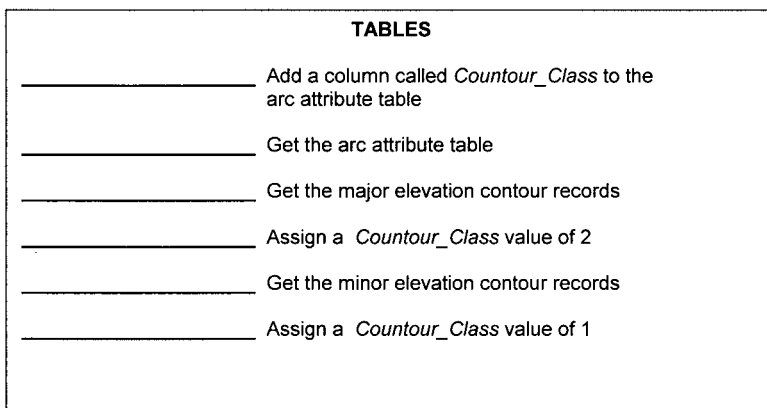 TABLES
Add a column called Countour_Class to the
arc attribute table
Get the arc attribute table
Get the major elevation contour records
Assign a Countour_Class value of 2
Get the minor elevation contour records
Assign a Countour_Class value of 1